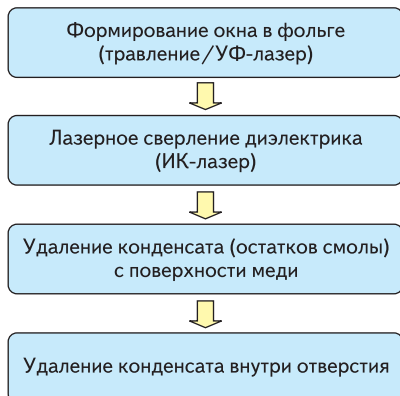 Формирование окна в фольге
(травление/УФ-лазер)
Лазерное сверление диэлектрика
(ИК-лазер)
Удаление конденсата (остатков смолы)
с поверхности меди
Удаление конденсата внутри отверстия